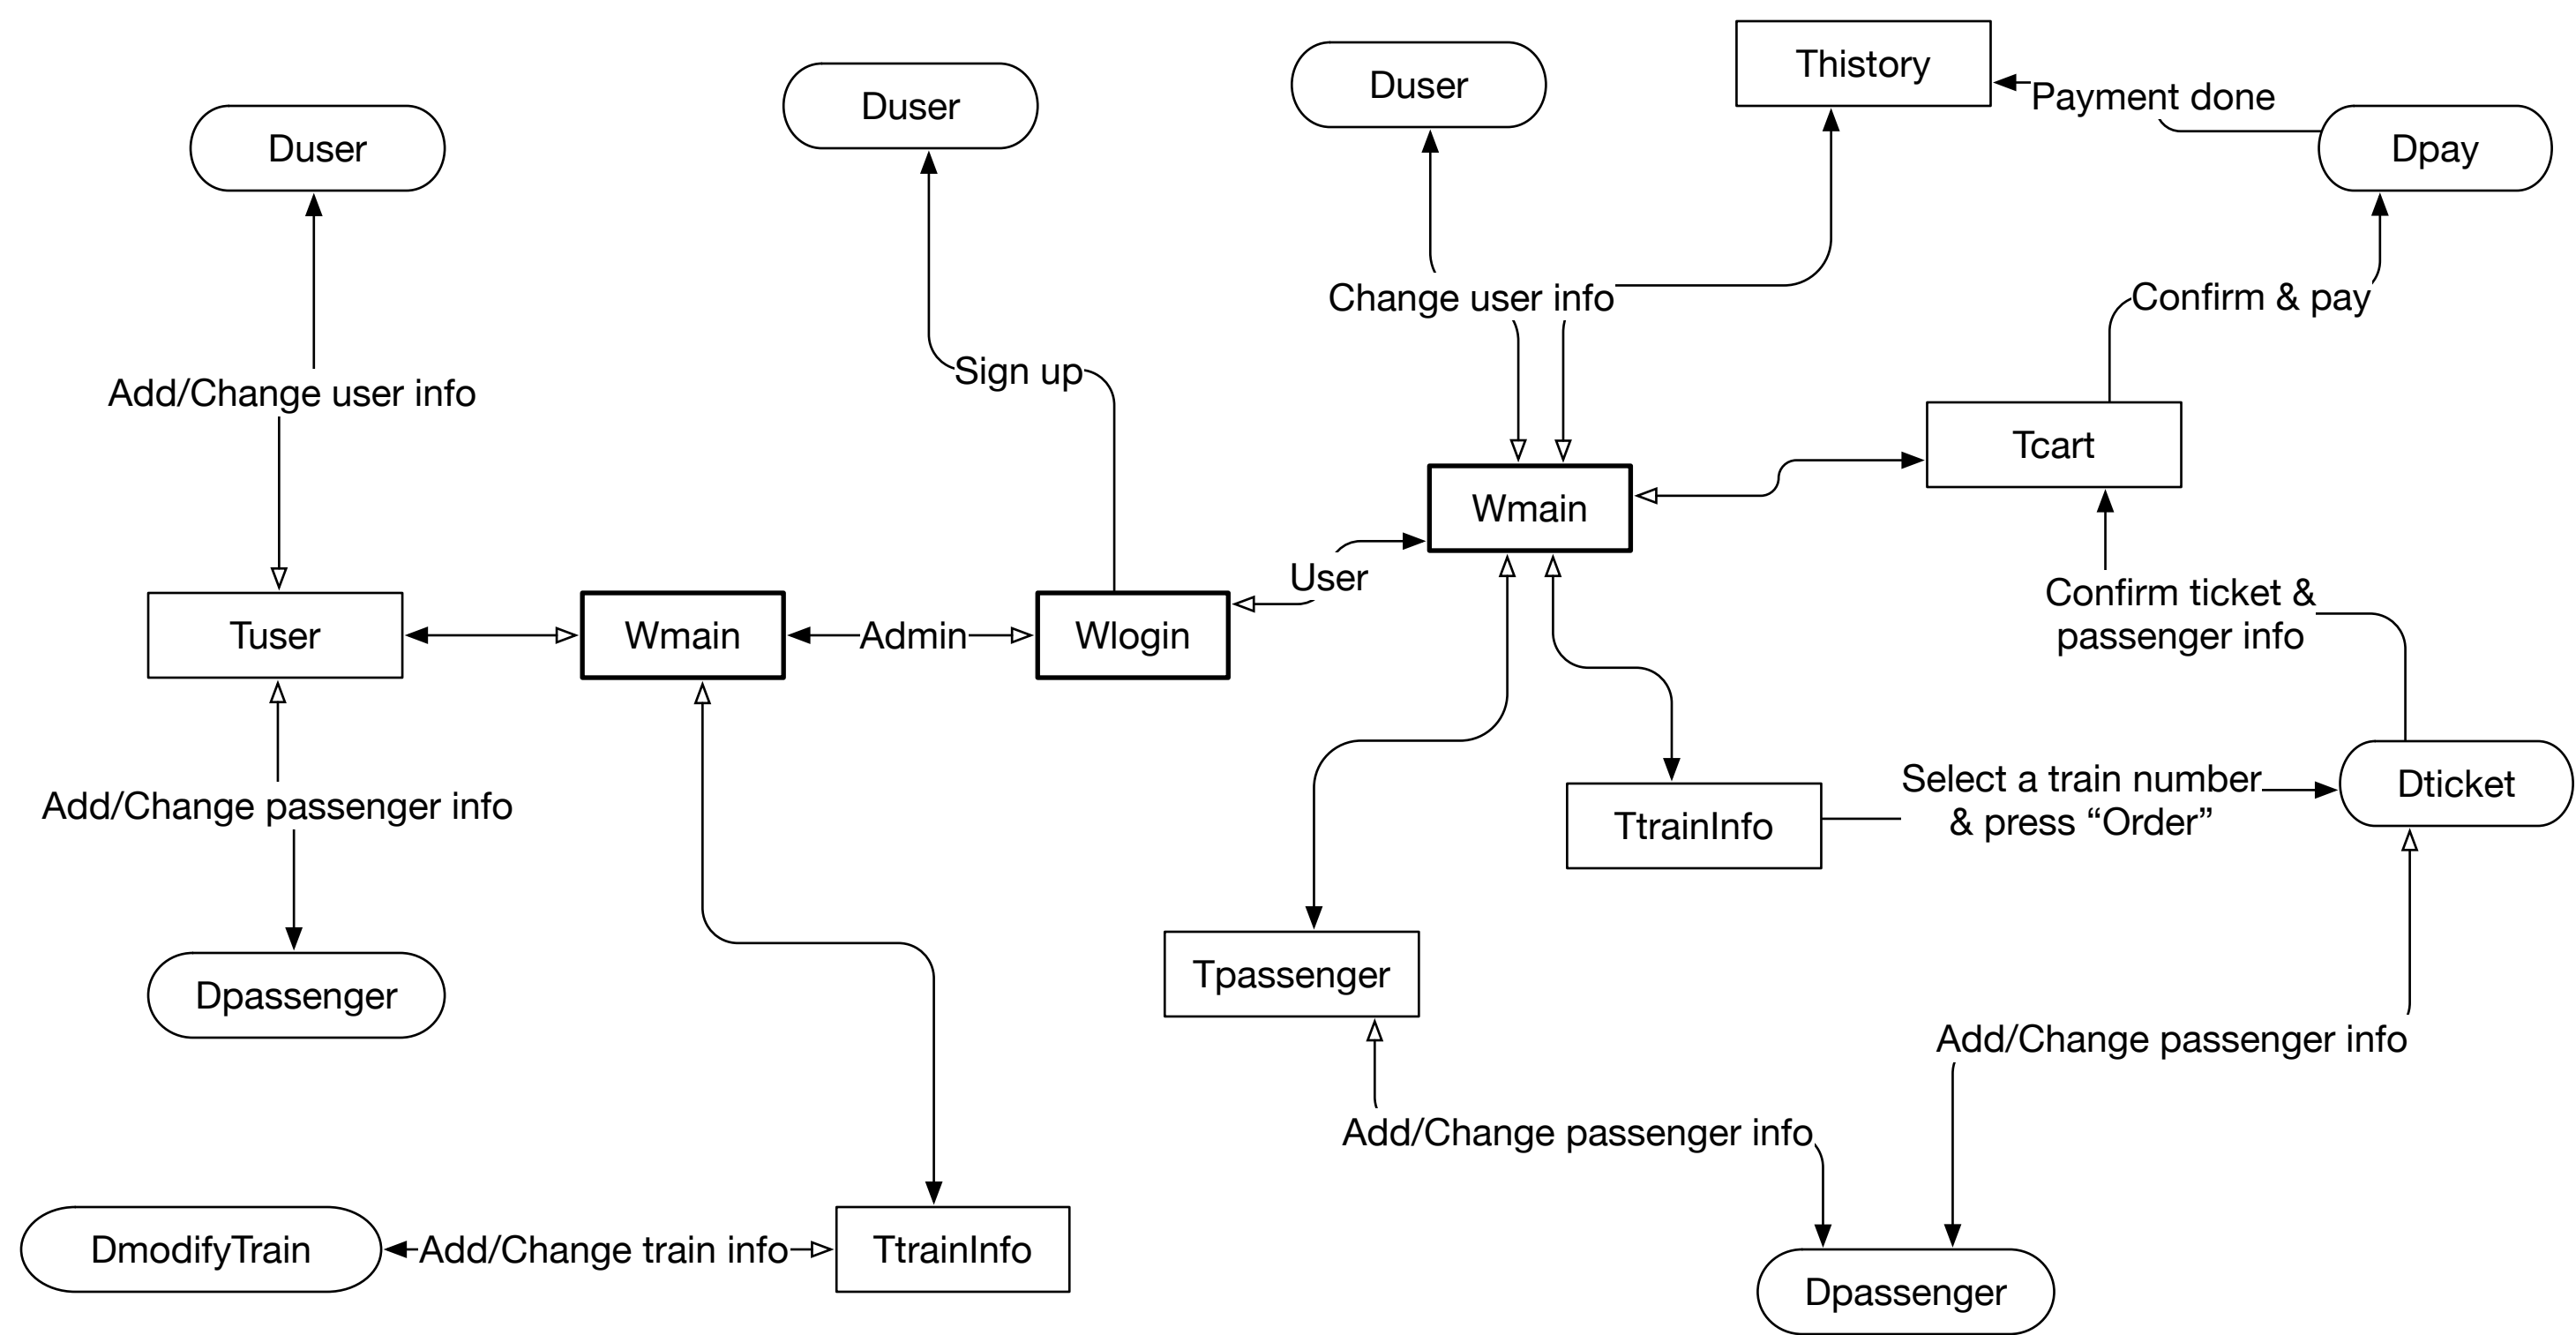 Thistory
Duser
Payment done
Duser
Duser
Dpay
Change user info
Confirm & pay
Sign up
Add/Change user info
Tcart
Wmain
User
Confirm ticket &
passenger info
Tuser
Wmain
Admin
Wlogin
Select a train number
& press “Order”
Dticket
Add/Change passenger info
TtrainInfo
Tpassenger
Dpassenger
Add/Change passenger info
Add/Change passenger info
DmodifyTrain
Add/Change train info
TtrainInfo
Dpassenger